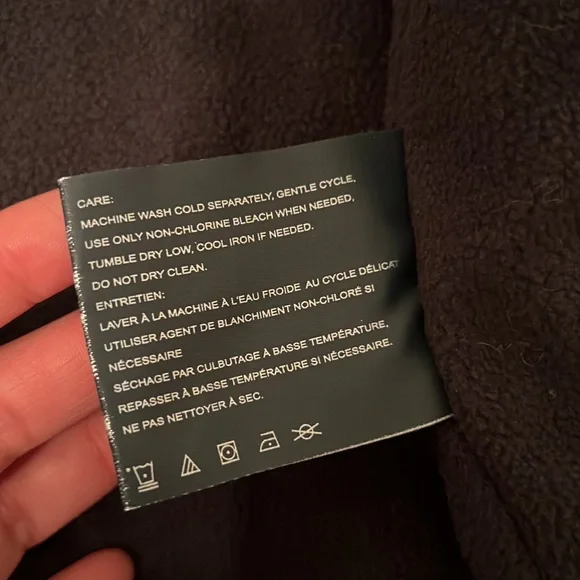 CARE:
MACHINE WASH COLD SEPARATELY, GENTLE CYCLE,
USE ONLY NON-CHLORINE BLEACH WHEN NEEDED,
TUMBLE DRY LOW, COOL IRON IF NEEDED.
DO NOT DRY CLEAN.
ENTRETIEN:
LAVER À LA MACHINE À L'EAU FROIDE AU CYCLE DÉLICAT
UTILISER AGENT DE BLANCHIMENT NON-CHLORÉ SI
NÉCESSAIRE
SÉCHAGE PAR CULBUTAGE À BASSE TEMPÉRATURE,
REPASSER À BASSE TEMPÉRATURE SI NÉCESSAIRE.
NE PAS NETTOYER À SEC.